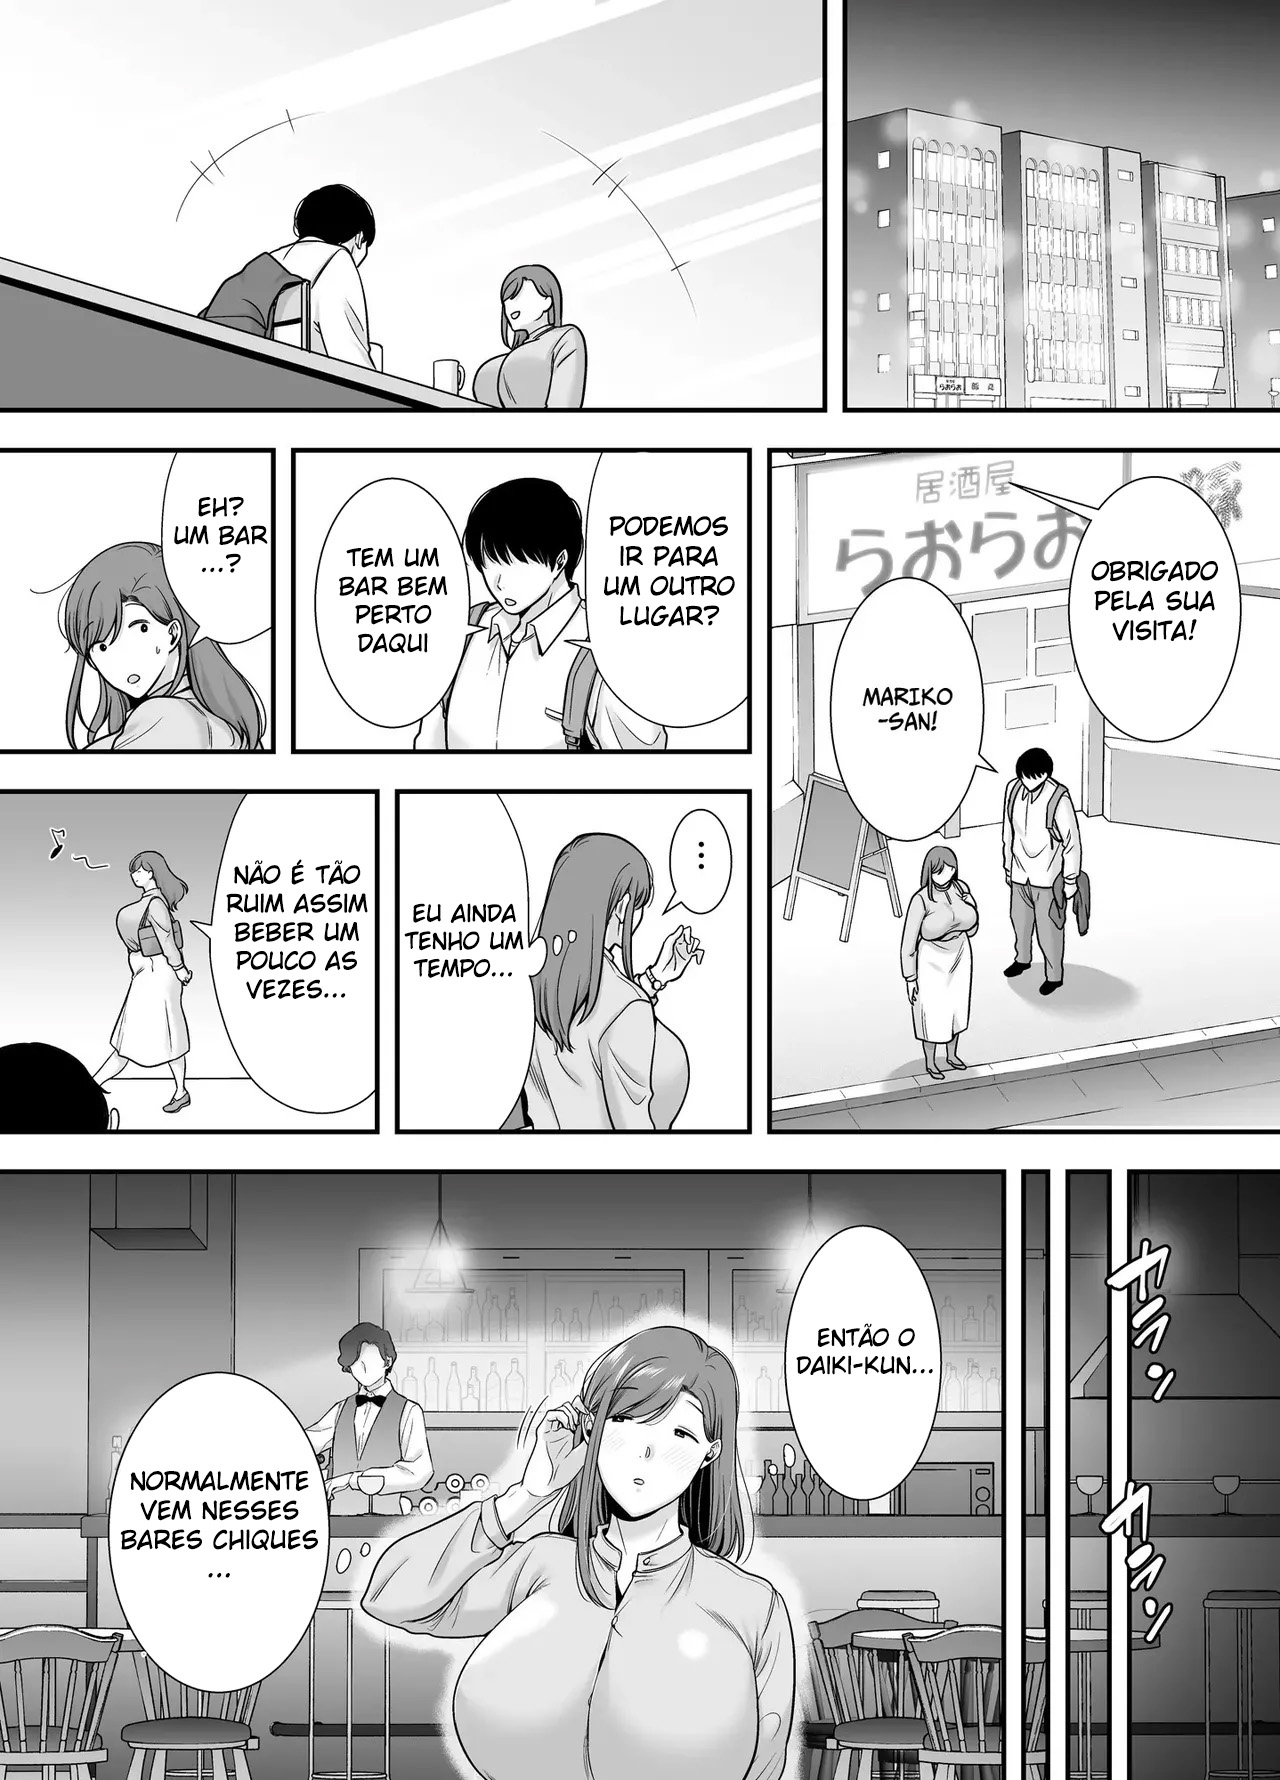 居酒屋
らおらお
OBRIGADO
PELA SUA
VISITA!
MARIKO
-SAN!
PODEMOS
IR PARA
UM OUTRO
LUGAR?
TEM UM
BAR BEM
PERTO
DAQUI
EH?
UM BAR
...?
...
EU AINDA
TENHO UM
TEMPO...
NÃO É TÃO
RUIM ASSIM
BEBER UM
POUCO AS
VEZES...
カラン
カラン
ENTÃO O
DAIKI-KUN...
NORMALMENTE
VEM NESSES
BARES CHIQUES
...